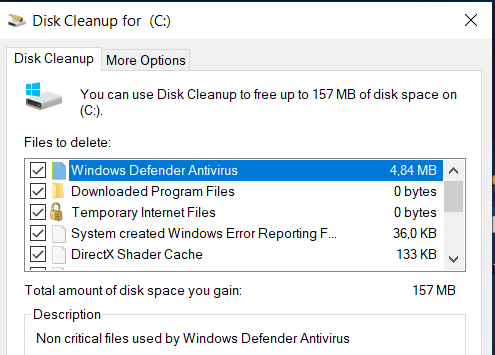 Disk Cleanup for (C:)
Disk Cleanup
More Options
You can use Disk Cleanup to free up to 157 MB of disk space on
(C:).
Files to delete:
Windows Defender Antivirus 4,84 MB
Downloaded Program Files 0 bytes
Temporary Internet Files 0 bytes
System created Windows Error Reporting F... 36,0 KB
DirectX Shader Cache 133 KB
Total amount of disk space you gain: 157 MB
Description
Non critical files used by Windows Defender Antivirus